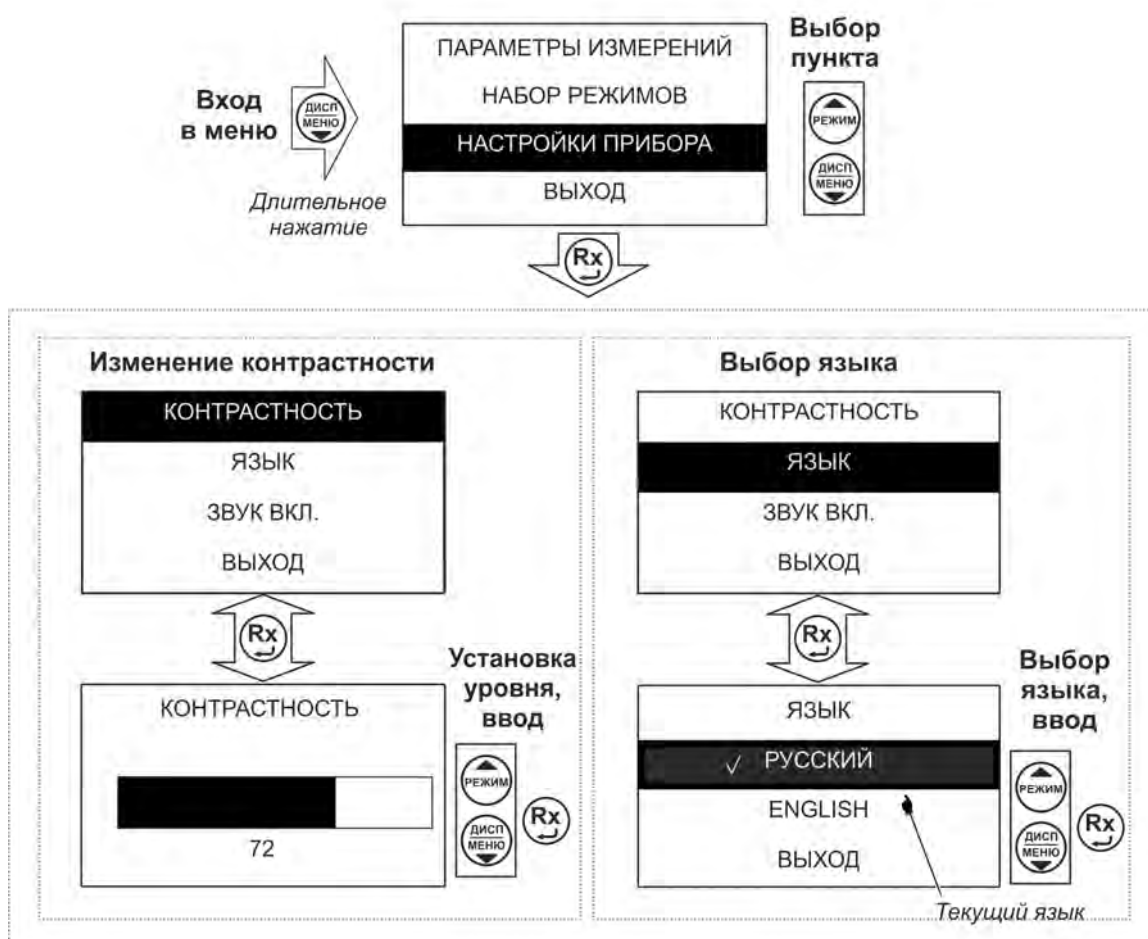 Вход
в меню
ДИСП
МЕНЮ
Длительное
нажатие
ПАРАМЕТРЫ ИЗМЕРЕНИЙ
НАБОР РЕЖИМОВ
НАСТРОЙКИ ПРИБОРА
ВЫХОД
Выбор
пункта
РЕЖИМ
ДИСП
МЕНЮ
Rx
Изменение контрастности
КОНТРАСТНОСТЬ
ЯЗЫК
ЗВУК ВКЛ.
ВЫХОД
Rx
КОНТРАСТНОСТЬ
72
Установка
уровня,
ввод
РЕЖИМ
ДИСП
МЕНЮ
Rx
Выбор языка
КОНТРАСТНОСТЬ
ЯЗЫК
ЗВУК ВКЛ.
ВЫХОД
Rx
ЯЗЫК
✓ РУССКИЙ
ENGLISH
ВЫХОД
Выбор
языка,
ввод
РЕЖИМ
ДИСП
МЕНЮ
Rx
Текущий язык